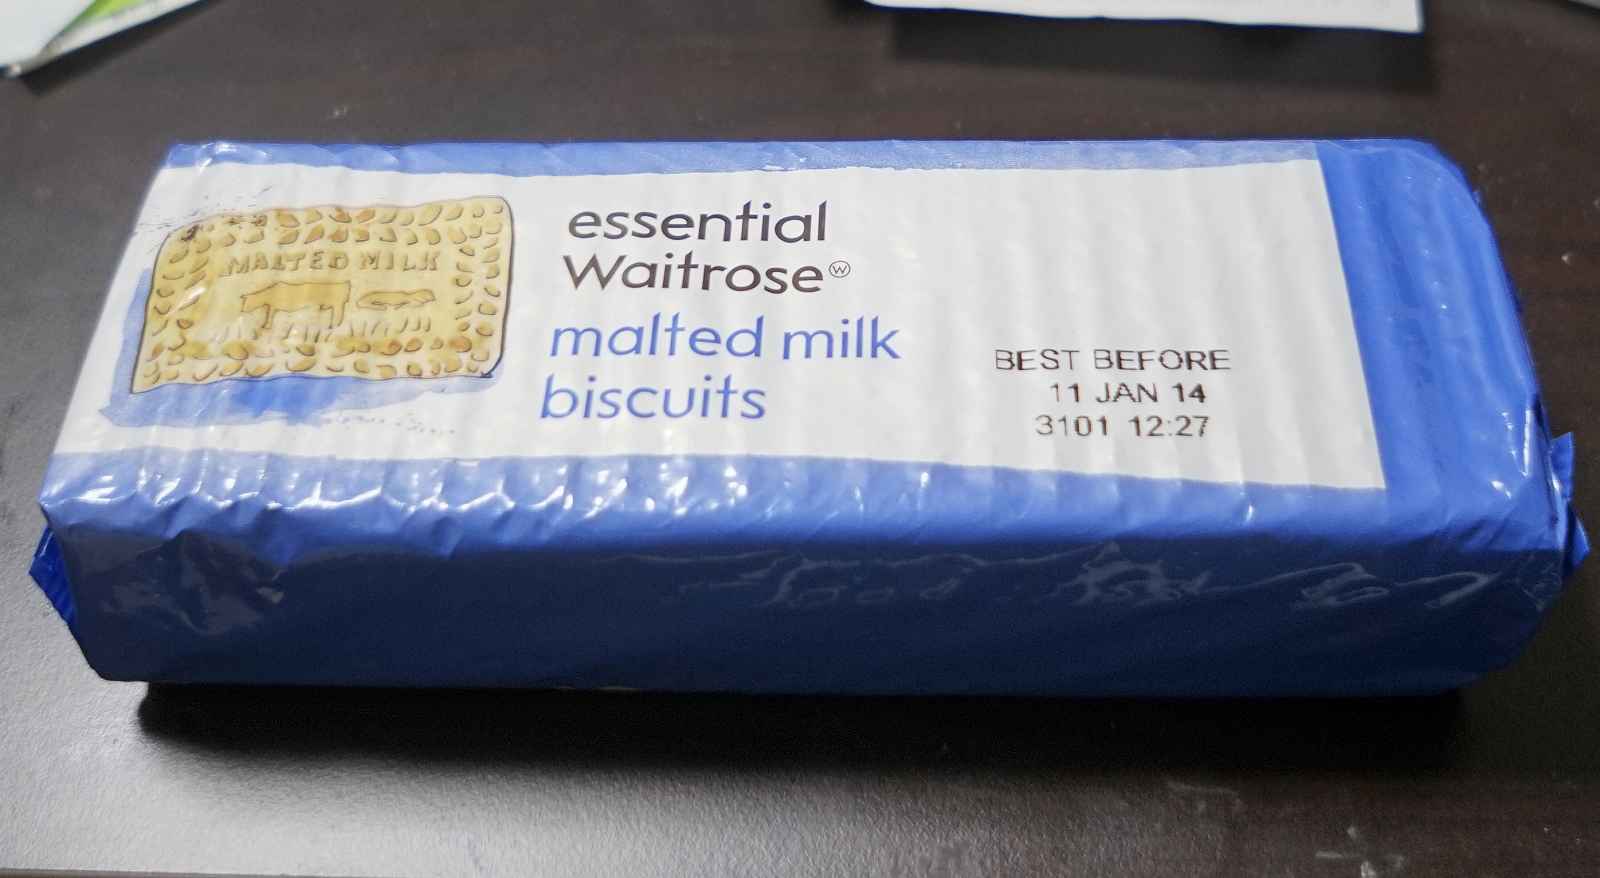 MALTED MILK
essential
Waitrose Ⓦ
malted milk
biscuits
BEST BEFORE
11 JAN 14
3101 12:27